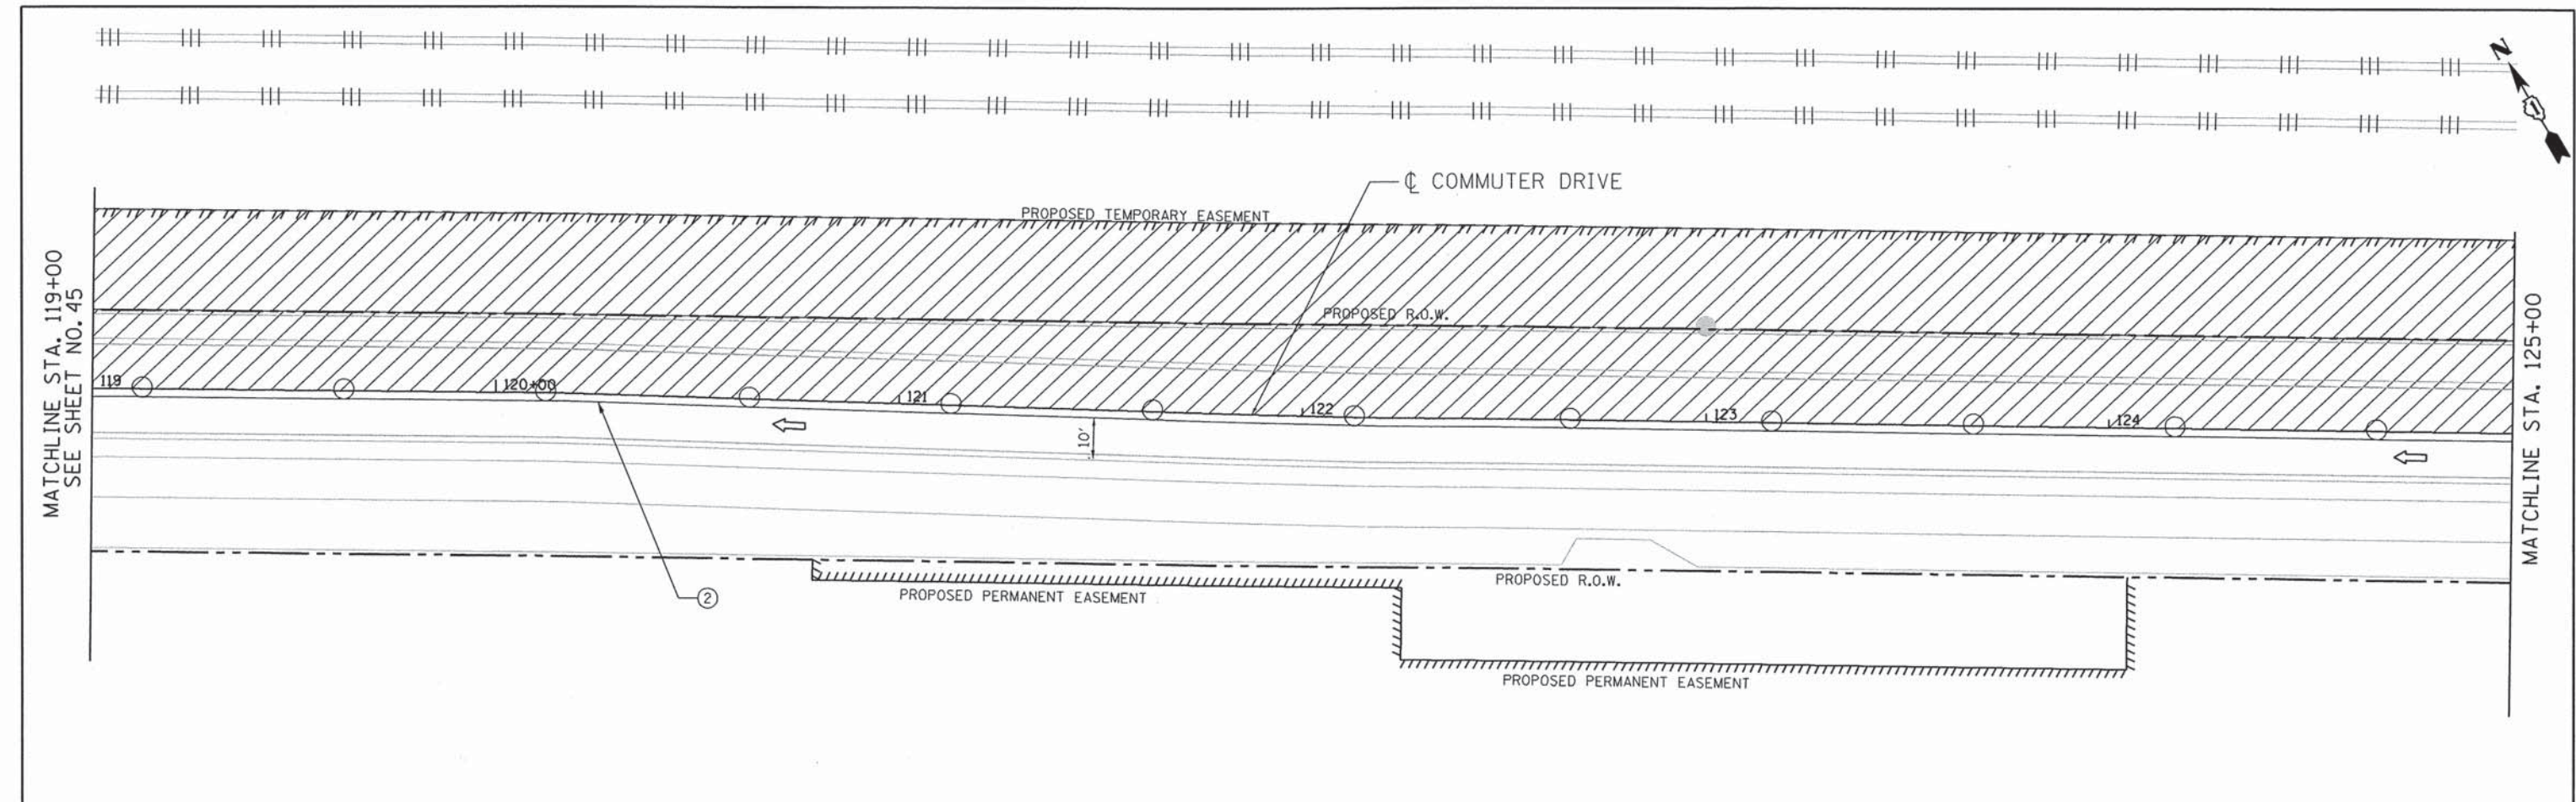 N
℄ COMMUTER DRIVE
PROPOSED TEMPORARY EASEMENT
MATCHLINE STA. 119+00
SEE SHEET NO. 45
PROPOSED R.O.W.
MATCHLINE STA. 125+00
119
120+00
121
122
123
124
10'
PROPOSED R.O.W.
PROPOSED PERMANENT EASEMENT
2
PROPOSED PERMANENT EASEMENT